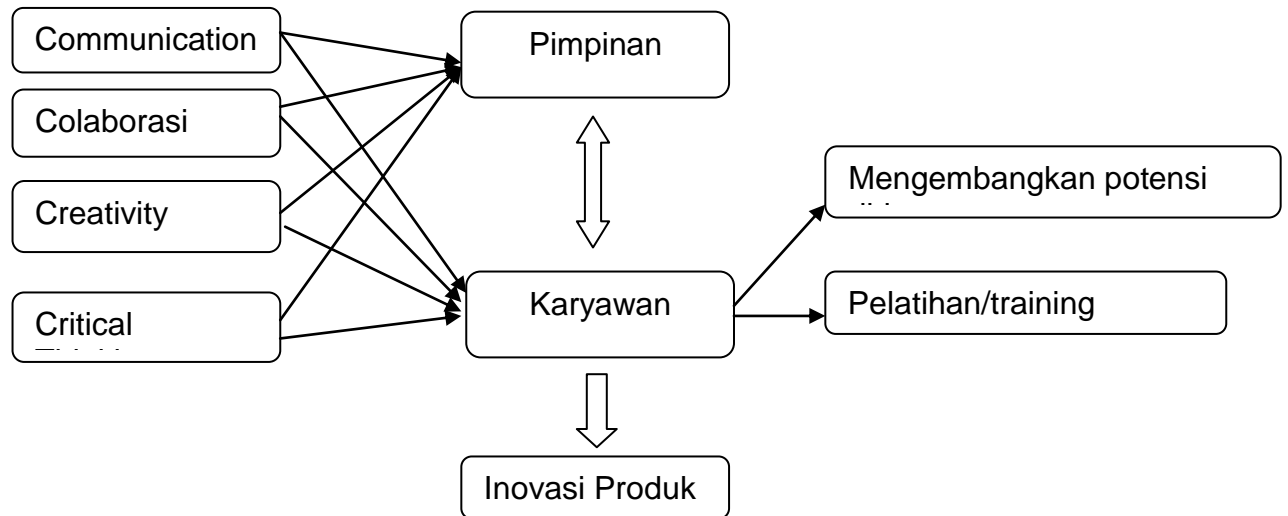 Communication
Pimpinan
Colaborasi
Mengembangkan potensi
Creativity
Karyawan
Pelatihan/training
Critical
Inovasi Produk